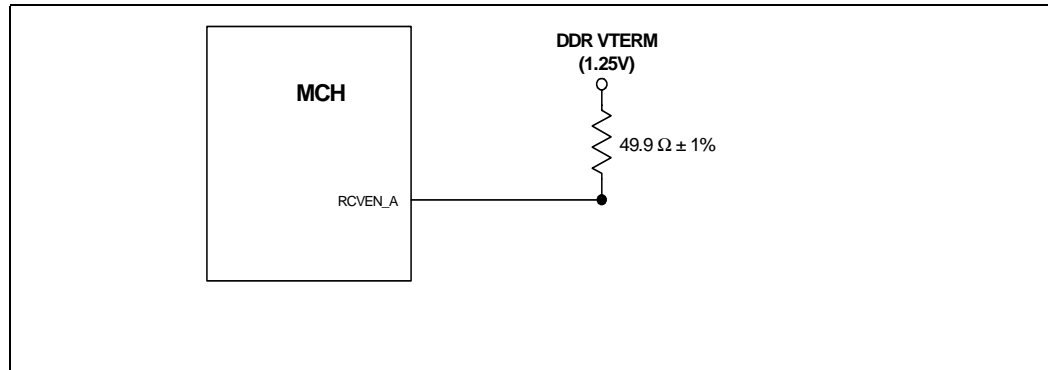 DDR VTERM
(1.25V)
MCH
49.9 Ω ± 1%
RCVEN_A